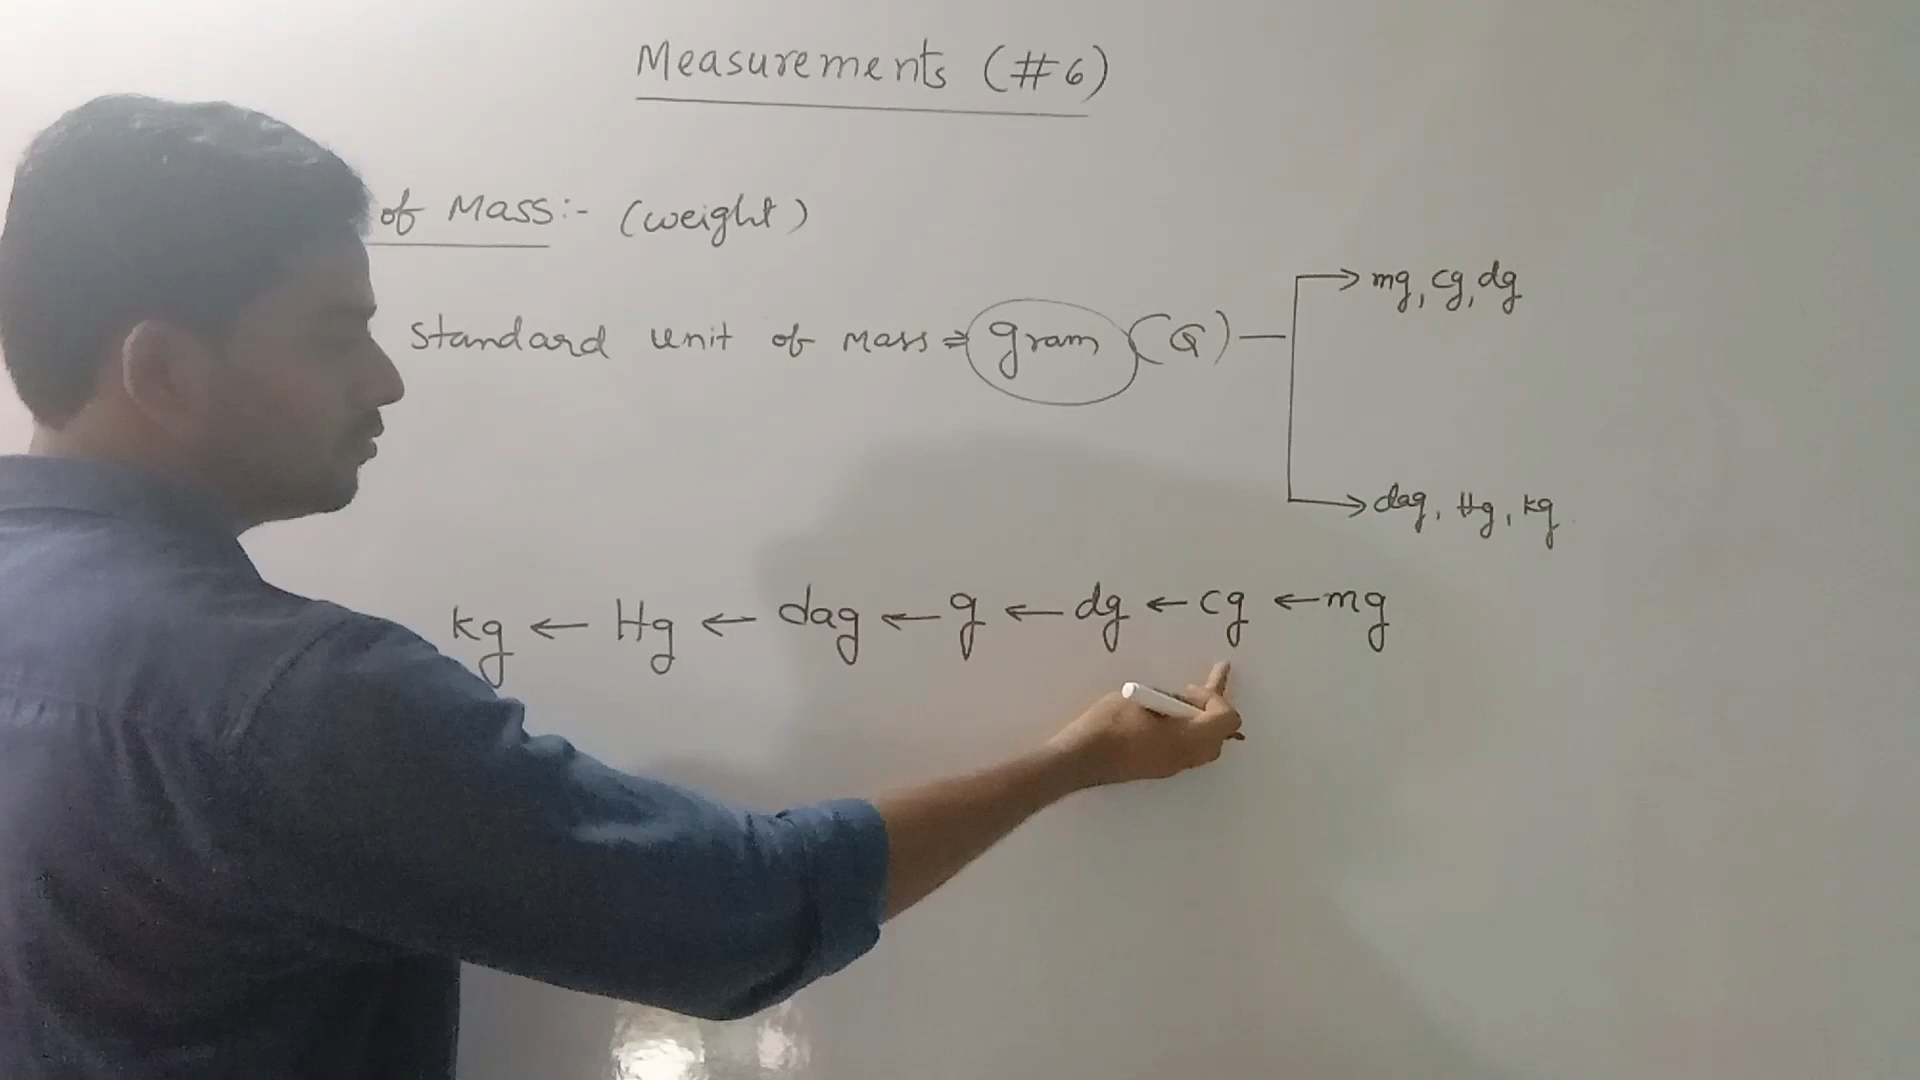 Measurements (#6)
of Mass:- (weight)
Standard unit of mass ⇒ gram (G) —
→ mg, cg, dg
→ dag, Hg, kg
kg ← Hg ← dag ← g ← dg ← cg ← mg